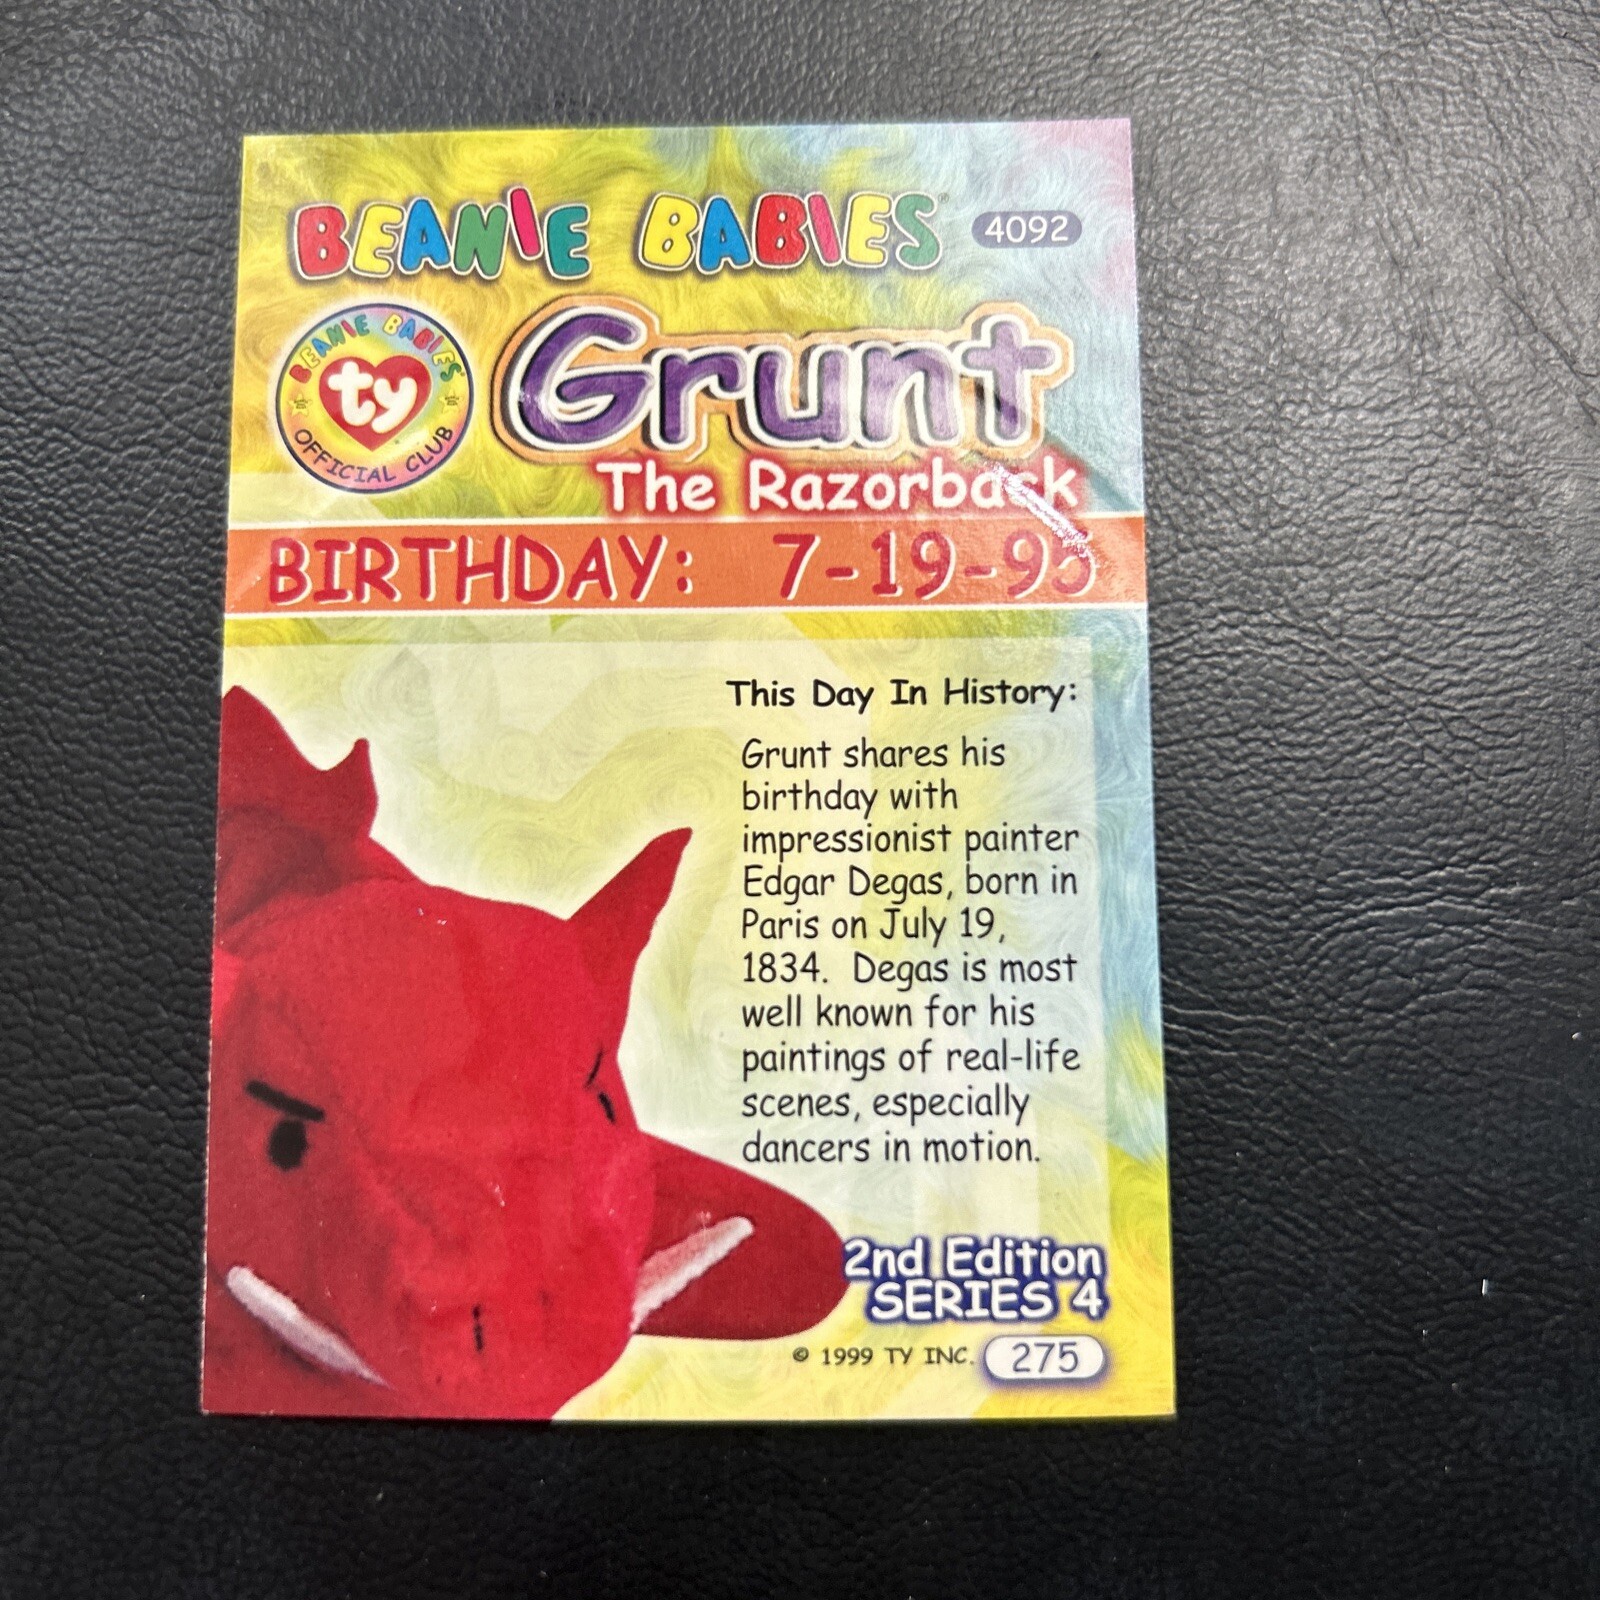 BEANIE BABIES®
4092
BEANIE BABIES
ty
OFFICIAL CLUB
Grunt
The Razorback
BIRTHDAY: 7-19-95
This Day In History:
Grunt shares his
birthday with
impressionist painter
Edgar Degas, born in
Paris on July 19,
1834. Degas is most
well known for his
paintings of real-life
scenes, especially
dancers in motion.
2nd Edition
SERIES 4
© 1999 TY INC.
275